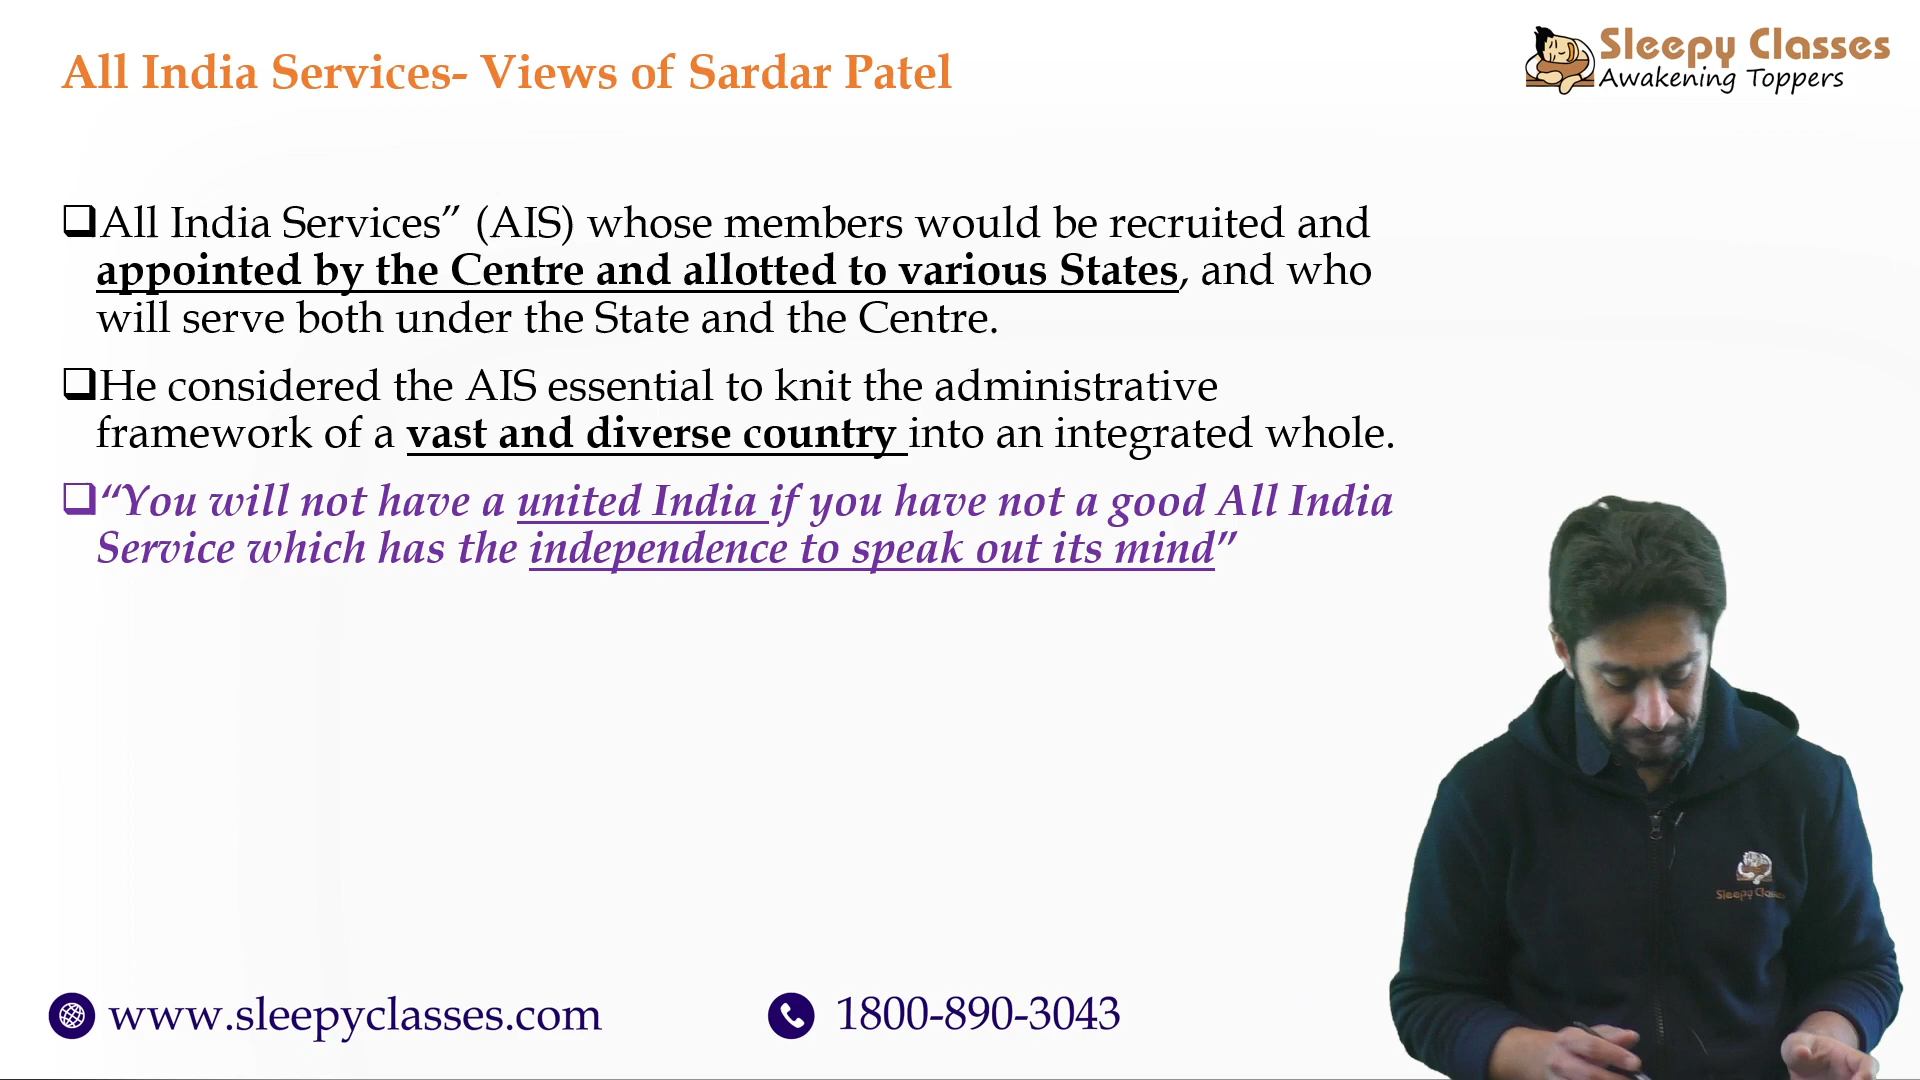 All India Services- Views of Sardar Patel
Sleepy Classes
Awakening Toppers
❑All India Services” (AIS) whose members would be recruited and
appointed by the Centre and allotted to various States, and who
will serve both under the State and the Centre.
❑He considered the AIS essential to knit the administrative
framework of a vast and diverse country into an integrated whole.
❑“You will not have a united India if you have not a good All India
Service which has the independence to speak out its mind”
Sleepy Classes
www.sleepyclasses.com
1800-890-3043